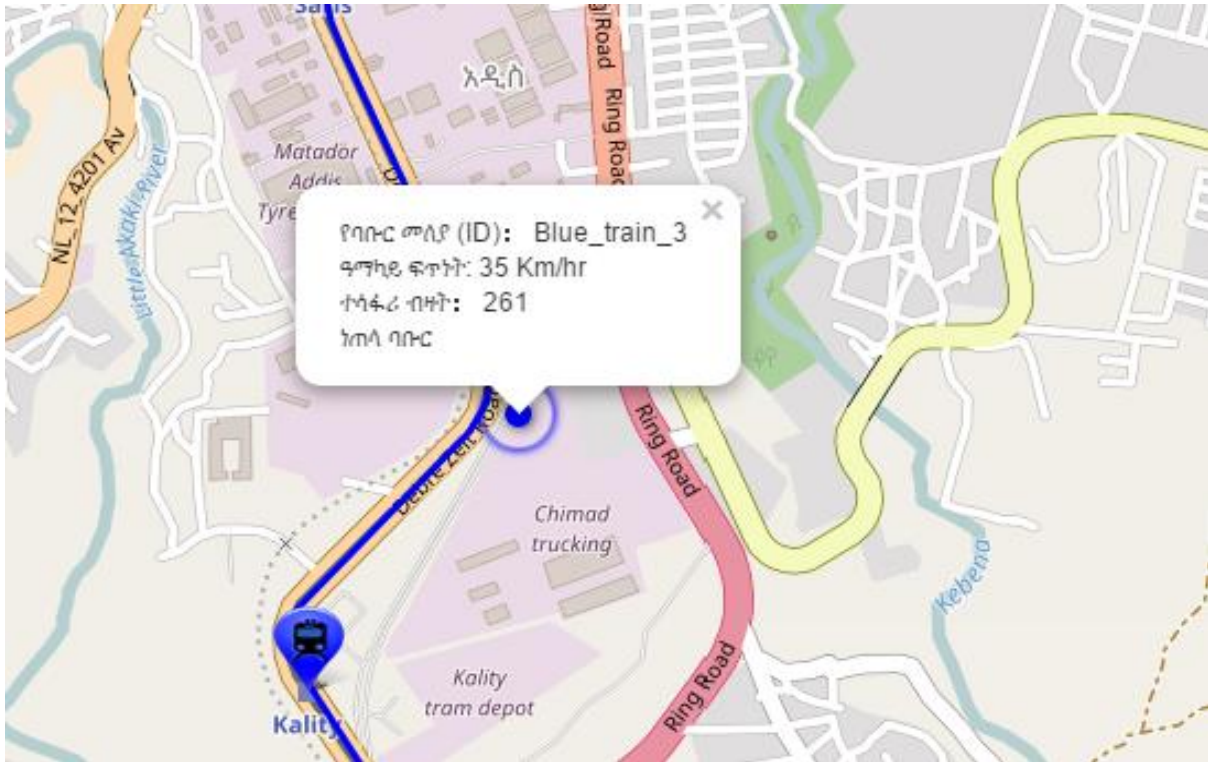 Ring Road
Ring Road
አዲስ
Matador
Addis
Tyre
NL_12_4201 Av
Little Akaki River
የባቡር መለያ (ID)： Blue_train_3
ዓማካይ ፍጥነት: 35 Km/hr
ተሳፋሪ ብዛት： 261
ነጠላ ባቡር
×
Debre Zeit Road
Ring Road
Chimad
trucking
Kebena
Kality
tram depot
Ring Road
Kality